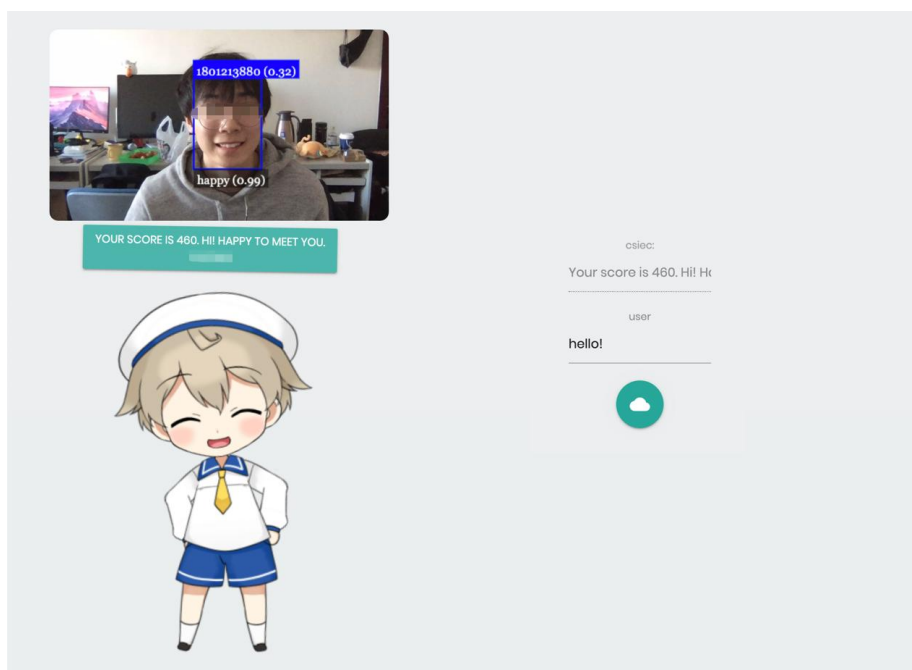 1801213880 (0.32)
happy (0.99)
YOUR SCORE IS 460. HI! HAPPY TO MEET YOU.
csiec:
Your score is 460. Hi! Ha
user
hello!